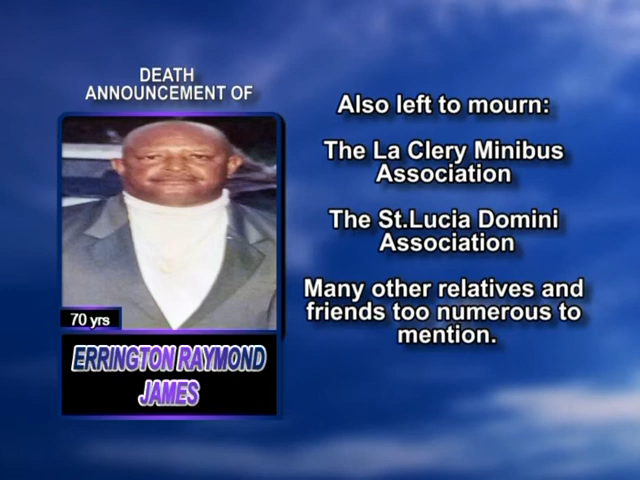 DEATH
ANNOUNCEMENT OF
70 yrs
ERRINGTON RAYMOND
JAMES
Also left to mourn:
The La Clery Minibus
Association
The St.Lucia Domini
Association
Many other relatives and
friends too numerous to
mention.